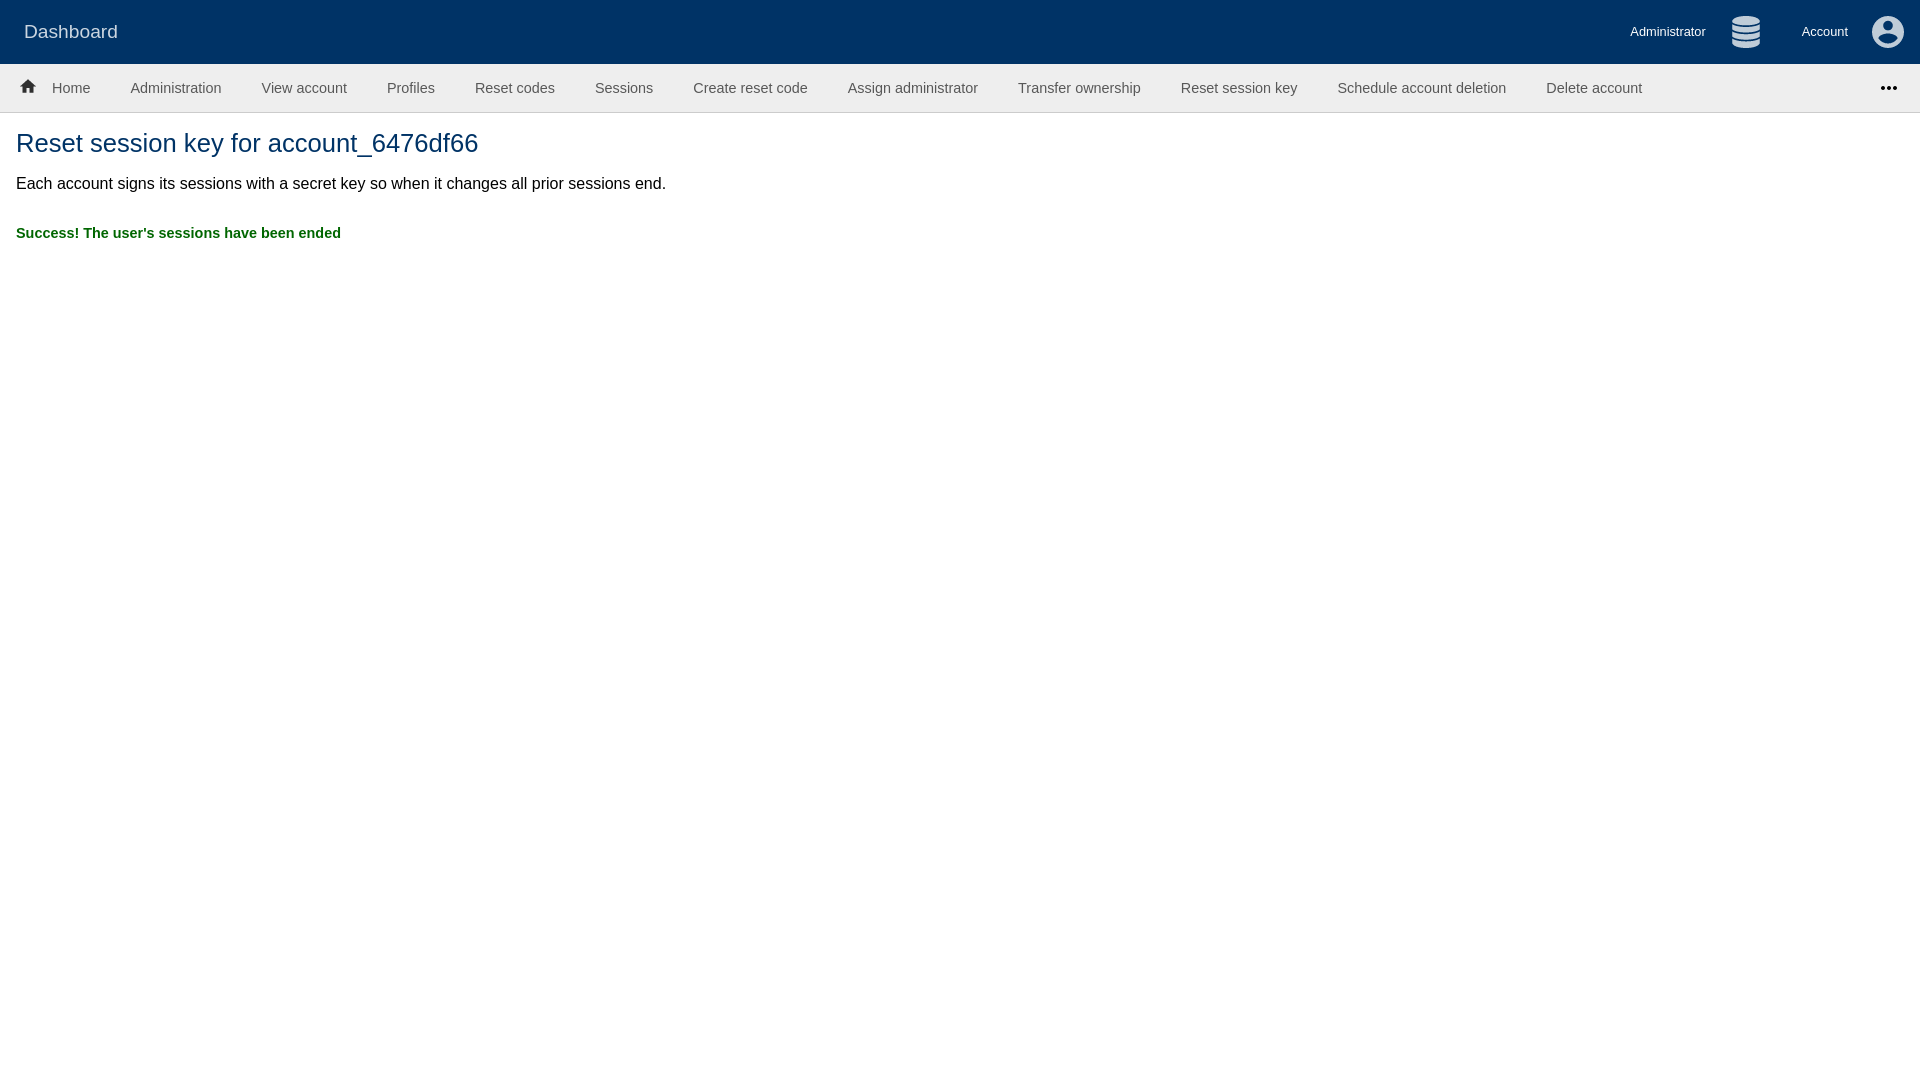 Dashboard
Administrator
Account
Home
Administration
View account
Profiles
Reset codes
Sessions
Create reset code
Assign administrator
Transfer ownership
Reset session key
Schedule account deletion
Delete account
Reset session key for account_6476df66
Each account signs its sessions with a secret key so when it changes all prior sessions end.
Success! The user's sessions have been ended